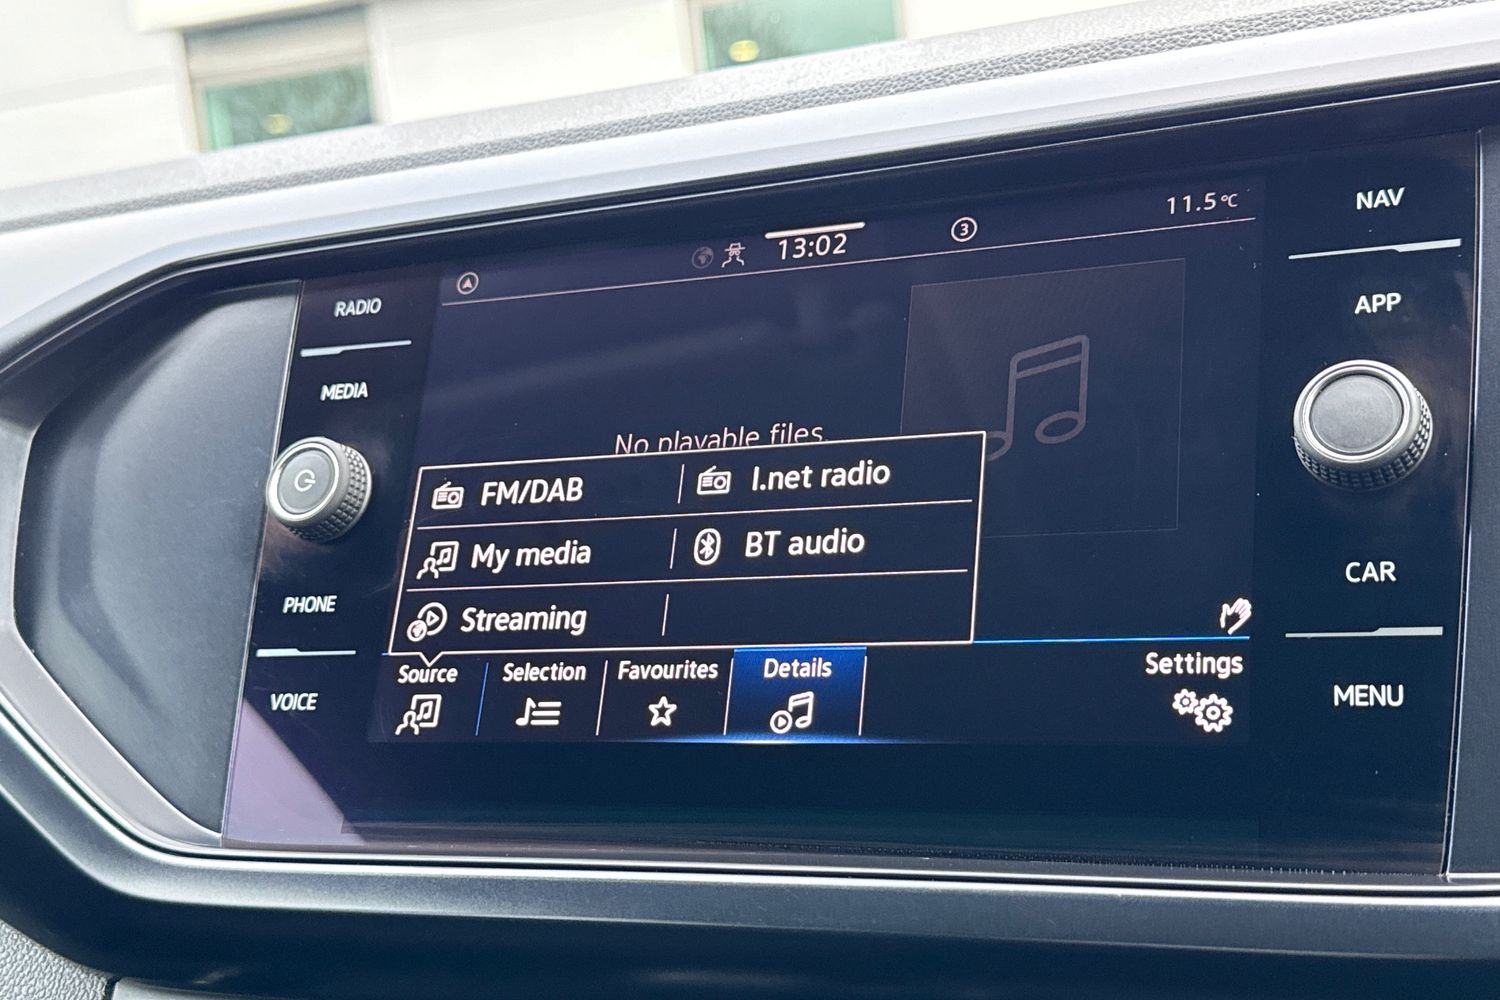 NAV
11.5°C
3
13:02
RADIO
APP
MEDIA
No playable files.
FM/DAB
I.net radio
My media
BT audio
Streaming
PHONE
CAR
Source
Selection
Favourites
Details
Settings
VOICE
MENU